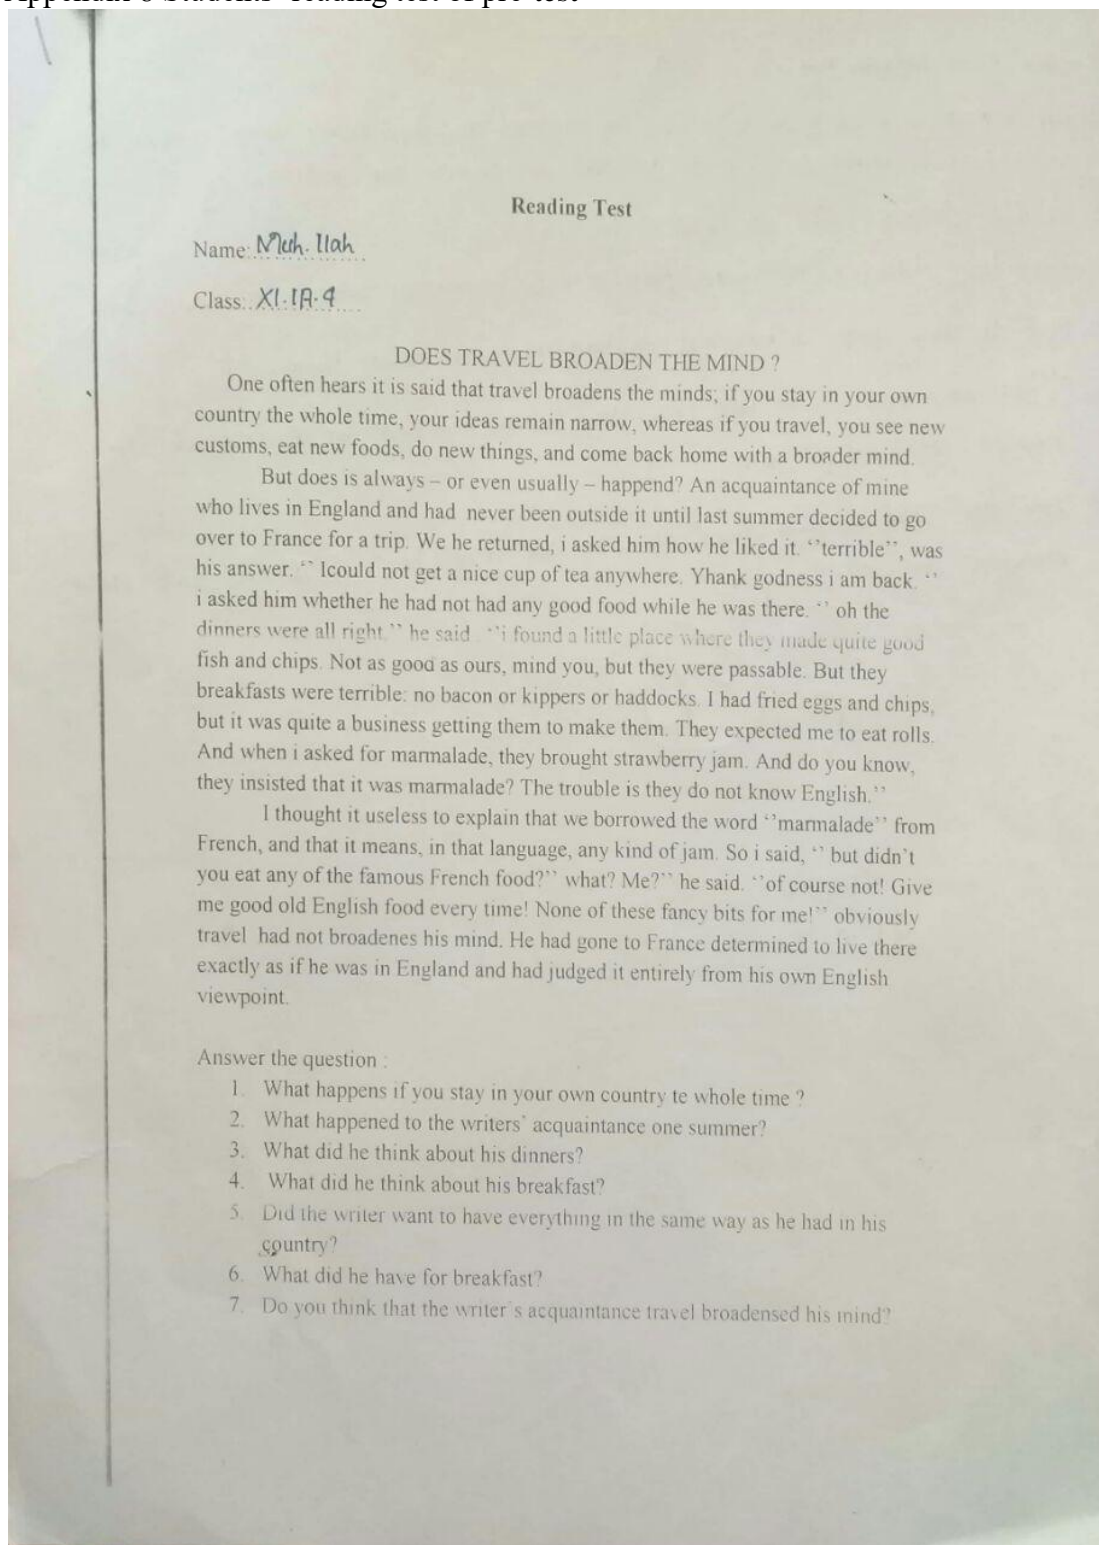 Reading Test
Name: Muh. Ilah
Class: XI.IA.4
DOES TRAVEL BROADEN THE MIND ?
One often hears it is said that travel broadens the minds; if you stay in your own
country the whole time, your ideas remain narrow, whereas if you travel, you see new
customs, eat new foods, do new things, and come back home with a broader mind.
But does is always – or even usually – happend? An acquaintance of mine
who lives in England and had never been outside it until last summer decided to go
over to France for a trip. We he returned, i asked him how he liked it. ‘’terrible’’, was
his answer. ‘’ Icould not get a nice cup of tea anywhere. Yhank godness i am back. ‘’
i asked him whether he had not had any good food while he was there. ‘’ oh the
dinners were all right.’’ he said . ‘’i found a little place where they made quite good
fish and chips. Not as good as ours, mind you, but they were passable. But they
breakfasts were terrible: no bacon or kippers or haddocks. I had fried eggs and chips,
but it was quite a business getting them to make them. They expected me to eat rolls.
And when i asked for marmalade, they brought strawberry jam. And do you know,
they insisted that it was marmalade? The trouble is they do not know English.’’
I thought it useless to explain that we borrowed the word ‘’marmalade’’ from
French, and that it means, in that language, any kind of jam. So i said, ‘’ but didn’t
you eat any of the famous French food?’’ what? Me?’’ he said. ‘’of course not! Give
me good old English food every time! None of these fancy bits for me!’’ obviously
travel had not broadenes his mind. He had gone to France determined to live there
exactly as if he was in England and had judged it entirely from his own English
viewpoint.
Answer the question :
1. What happens if you stay in your own country te whole time ?
2. What happened to the writers’ acquaintance one summer?
3. What did he think about his dinners?
4. What did he think about his breakfast?
5. Did the writer want to have everything in the same way as he had in his
country?
6. What did he have for breakfast?
7. Do you think that the writer’s acquaintance travel broadensed his mind?